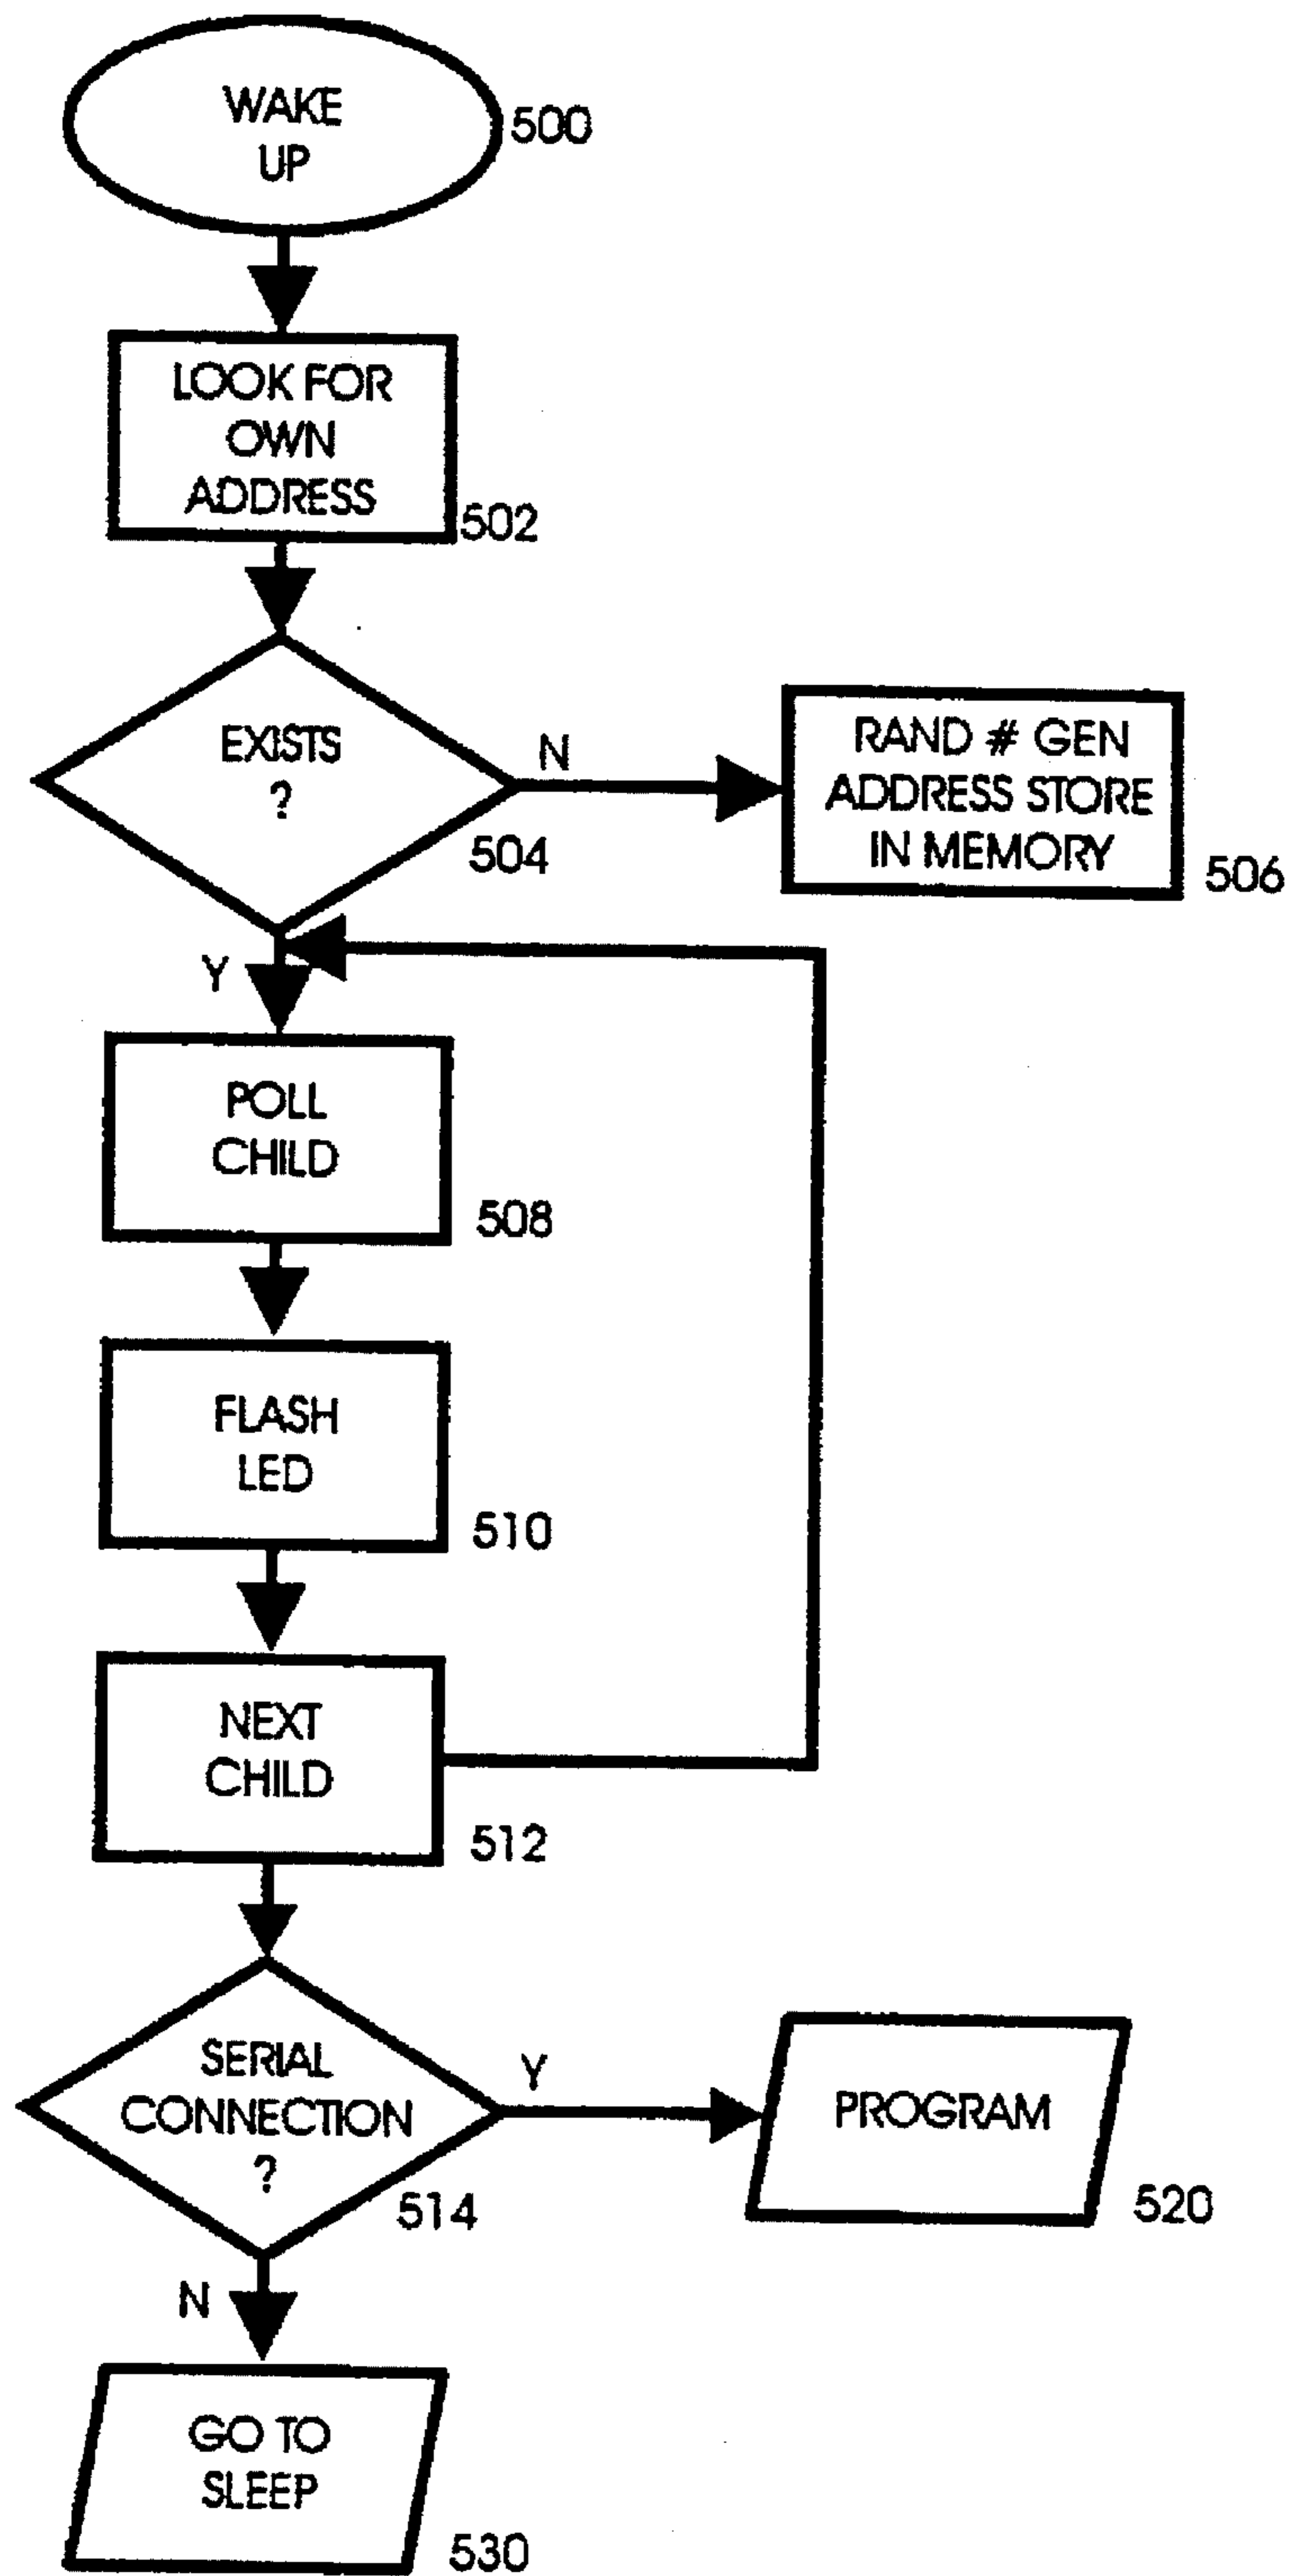 WAKE
UP
500
LOOK FOR
OWN
ADDRESS
502
EXISTS
?
504
N
RAND # GEN
ADDRESS STORE
IN MEMORY
506
Y
POLL
CHILD
508
FLASH
LED
510
NEXT
CHILD
512
SERIAL
CONNECTION
?
514
Y
PROGRAM
520
N
GO TO
SLEEP
530